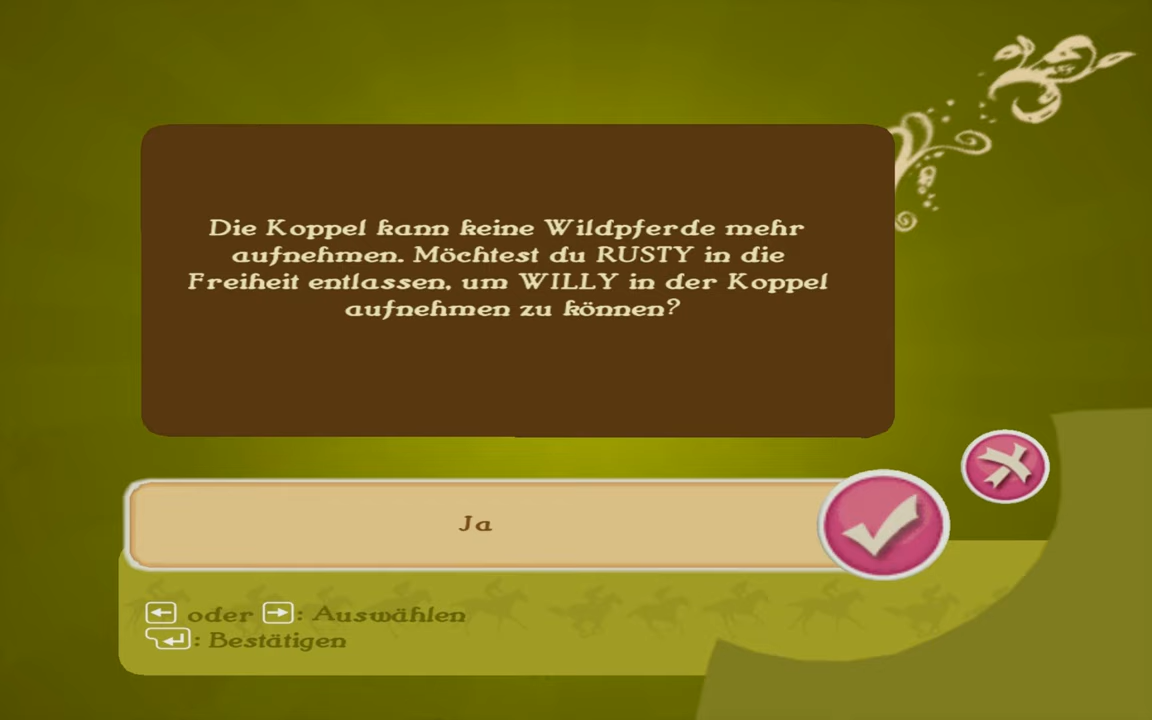 Die Koppel kann keine Wildpferde mehr
aufnehmen. Möchtest du RUSTY in die
Freiheit entlassen, um WILLY in der Koppel
aufnehmen zu können?
Ja
← oder →: Auswählen
↵: Bestätigen